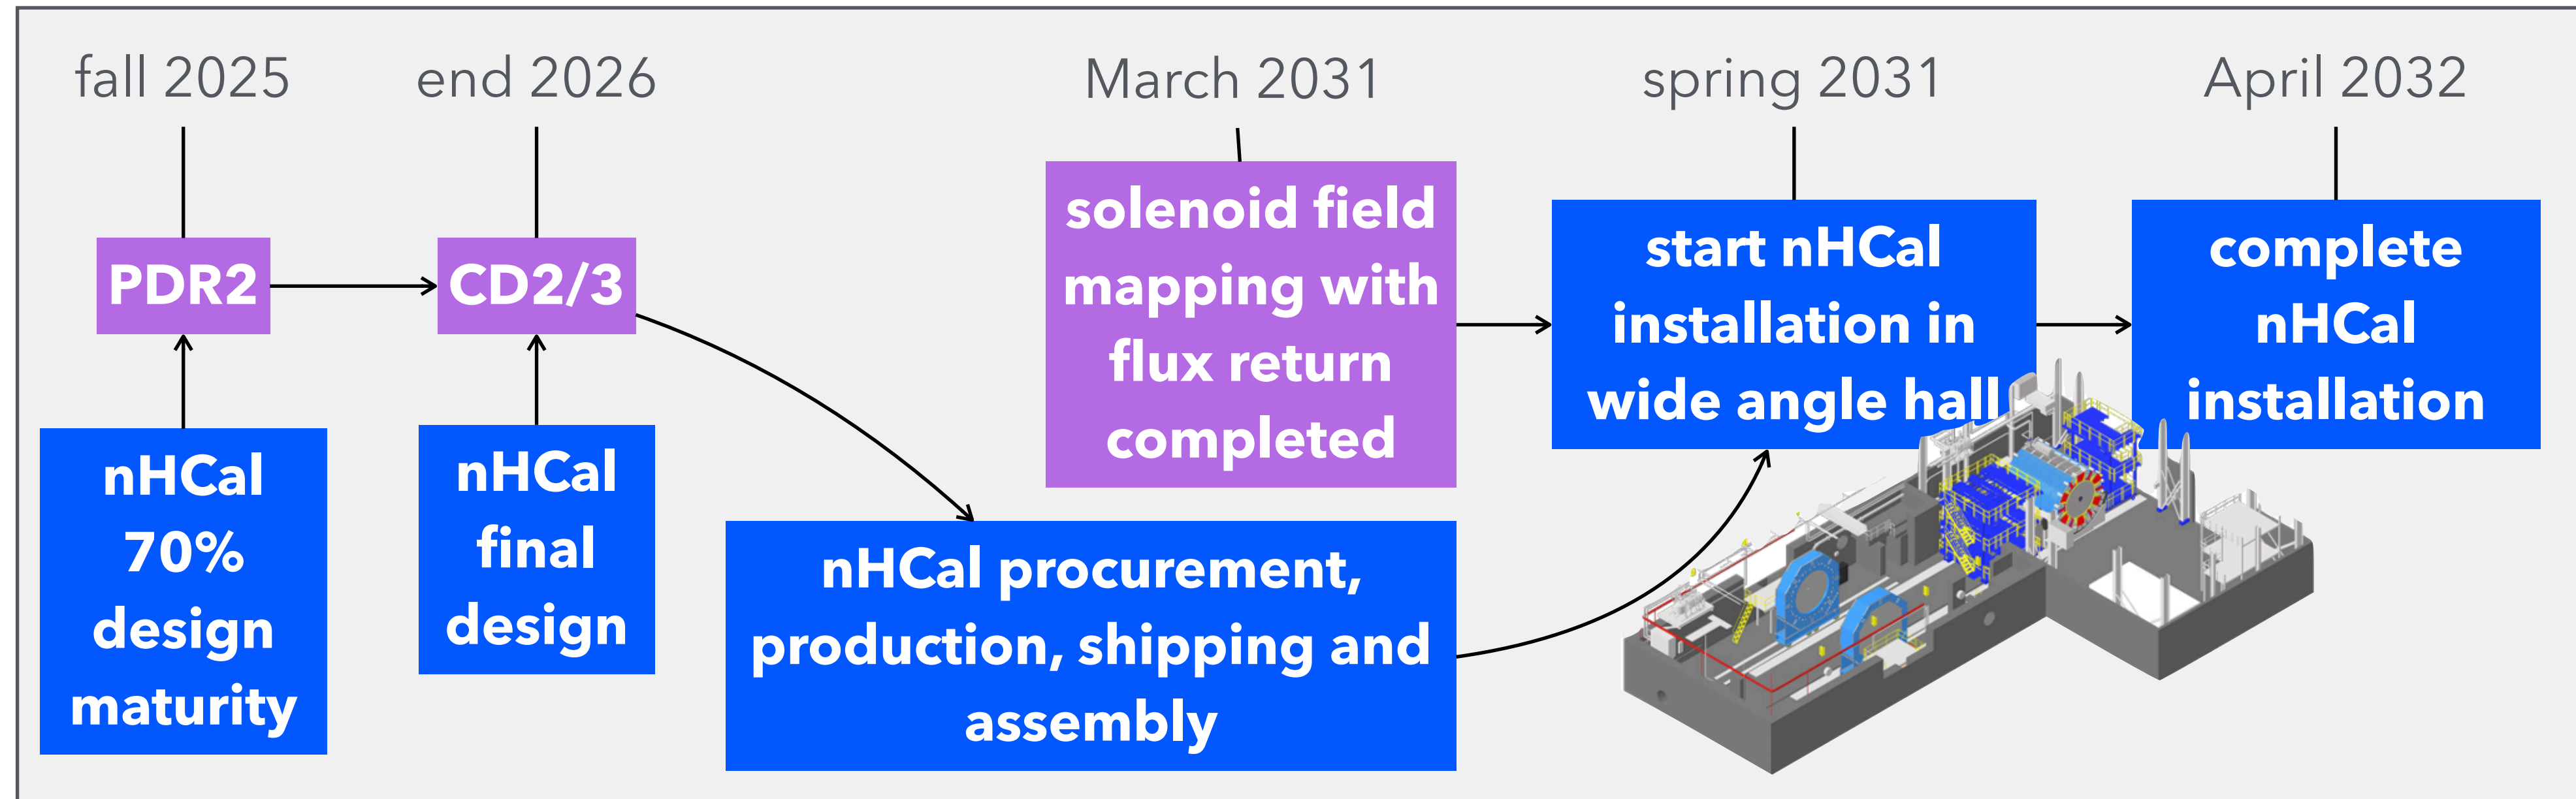 fall 2025
end 2026
March 2031
spring 2031
April 2032
PDR2
CD2/3
solenoid field
mapping with
flux return
completed
start nHCal
installation in
wide angle hall
complete
nHCal
installation
nHCal
70%
design
maturity
nHCal
final
design
nHCal procurement,
production, shipping and
assembly